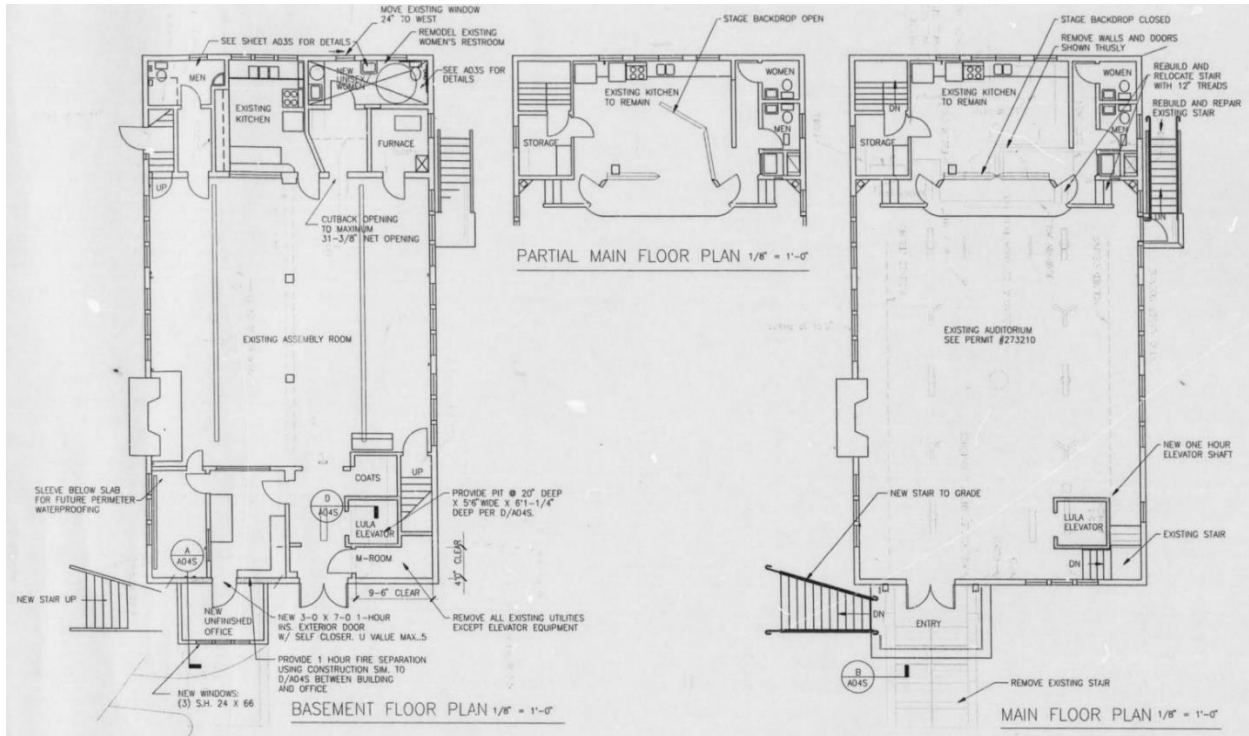 MOVE EXISTING WINDOW
24" TO WEST
SEE SHEET A03S FOR DETAILS
REMODEL EXISTING
WOMEN'S RESTROOM
MEN
NEW
UNISEX/
WOMEN
SEE A03S FOR
DETAILS
EXISTING
KITCHEN
FURNACE
UP
CUTBACK OPENING
TO MAXIMUM
31-3/8" NET OPENING
EXISTING ASSEMBLY ROOM
COATS
UP
SLEEVE BELOW SLAB
FOR FUTURE PERIMETER
WATERPROOFING
D
A04S
LULA
ELEVATOR
PROVIDE PIT @ 20" DEEP
X 5'6" WIDE X 6'1-1/4"
DEEP PER D/A04S.
A
A04S
M-ROOM
4'0" CLEAR
9-6" CLEAR
NEW STAIR UP
NEW
UNFINISHED
OFFICE
NEW 3-0 X 7-0 1-HOUR
INS. EXTERIOR DOOR
W/ SELF CLOSER, U VALUE MAX..5
REMOVE ALL EXISTING UTILITIES
EXCEPT ELEVATOR EQUIPMENT
PROVIDE 1 HOUR FIRE SEPARATION
USING CONSTRUCTION SIM. TO
D/A04S BETWEEN BUILDING
AND OFFICE
NEW WINDOWS:
(3) S.H. 24 X 66
BASEMENT FLOOR PLAN 1/8" = 1'-0"
STAGE BACKDROP OPEN
EXISTING KITCHEN
TO REMAIN
WOMEN
MEN
STORAGE
PARTIAL MAIN FLOOR PLAN 1/8" = 1'-0"
STAGE BACKDROP CLOSED
REMOVE WALLS AND DOORS
SHOWN THUSLY
REBUILD AND
RELOCATE STAIR
WITH 12" TREADS
REBUILD AND REPAIR
EXISTING STAIR
DN
EXISTING KITCHEN
TO REMAIN
WOMEN
MEN
STORAGE
DN
EXISTING AUDITORIUM
SEE PERMIT #273210
NEW ONE HOUR
ELEVATOR SHAFT
NEW STAIR TO GRADE
LULA
ELEVATOR
EXISTING STAIR
DN
DN
ENTRY
B
A04S
REMOVE EXISTING STAIR
MAIN FLOOR PLAN 1/8" = 1'-0"